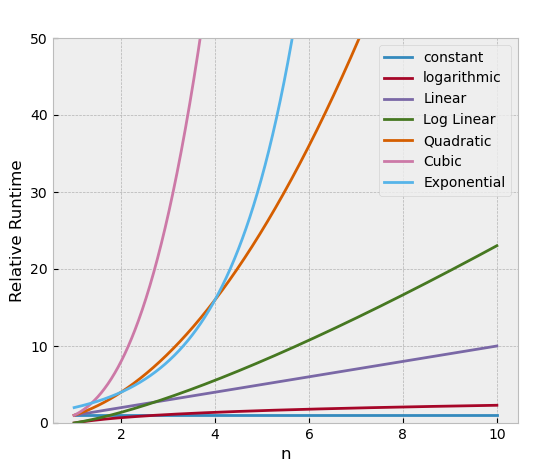 50
40
30
20
10
0
Relative Runtime
constant
logarithmic
Linear
Log Linear
Quadratic
Cubic
Exponential
2 4 6 8 10
n